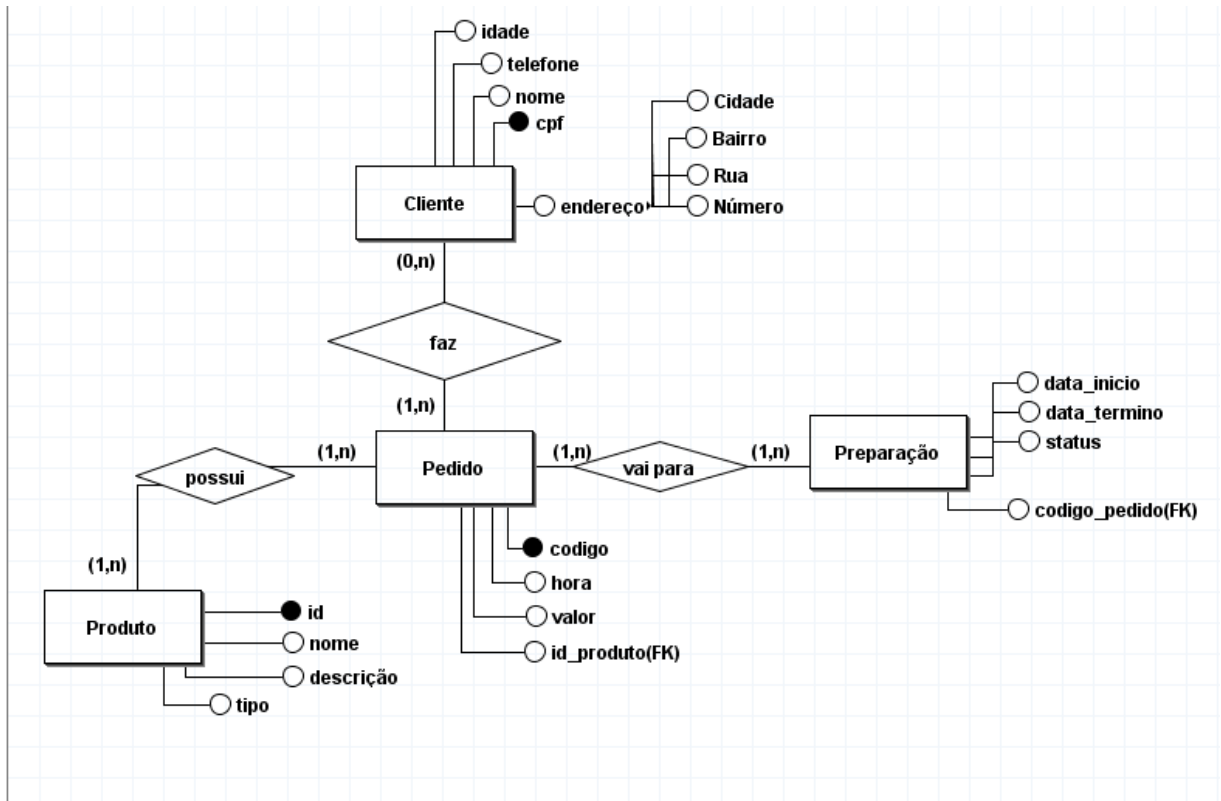 idade
telefone
nome
cpf
Cidade
Bairro
Rua
Número
endereço
Cliente
(0,n)
faz
(1,n)
data_inicio
data_termino
status
codigo_pedido(FK)
Preparação
(1,n)
vai para
(1,n)
Pedido
(1,n)
possui
(1,n)
codigo
hora
valor
id_produto(FK)
Produto
id
nome
descrição
tipo